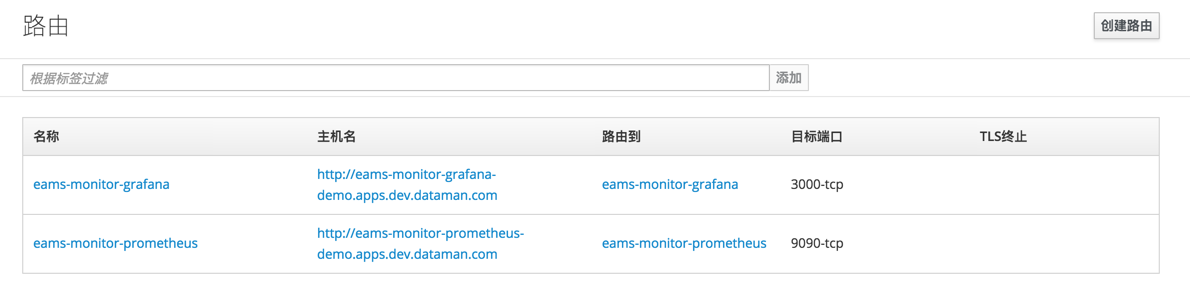 路由
创建路由
根据标签过滤
添加
名称 主机名 路由到 目标端口 TLS终止
eams-monitor-grafana http://eams-monitor-grafana- eams-monitor-grafana 3000-tcp
demo.apps.dev.dataman.com
eams-monitor-prometheus http://eams-monitor-prometheus- eams-monitor-prometheus 9090-tcp
demo.apps.dev.dataman.com